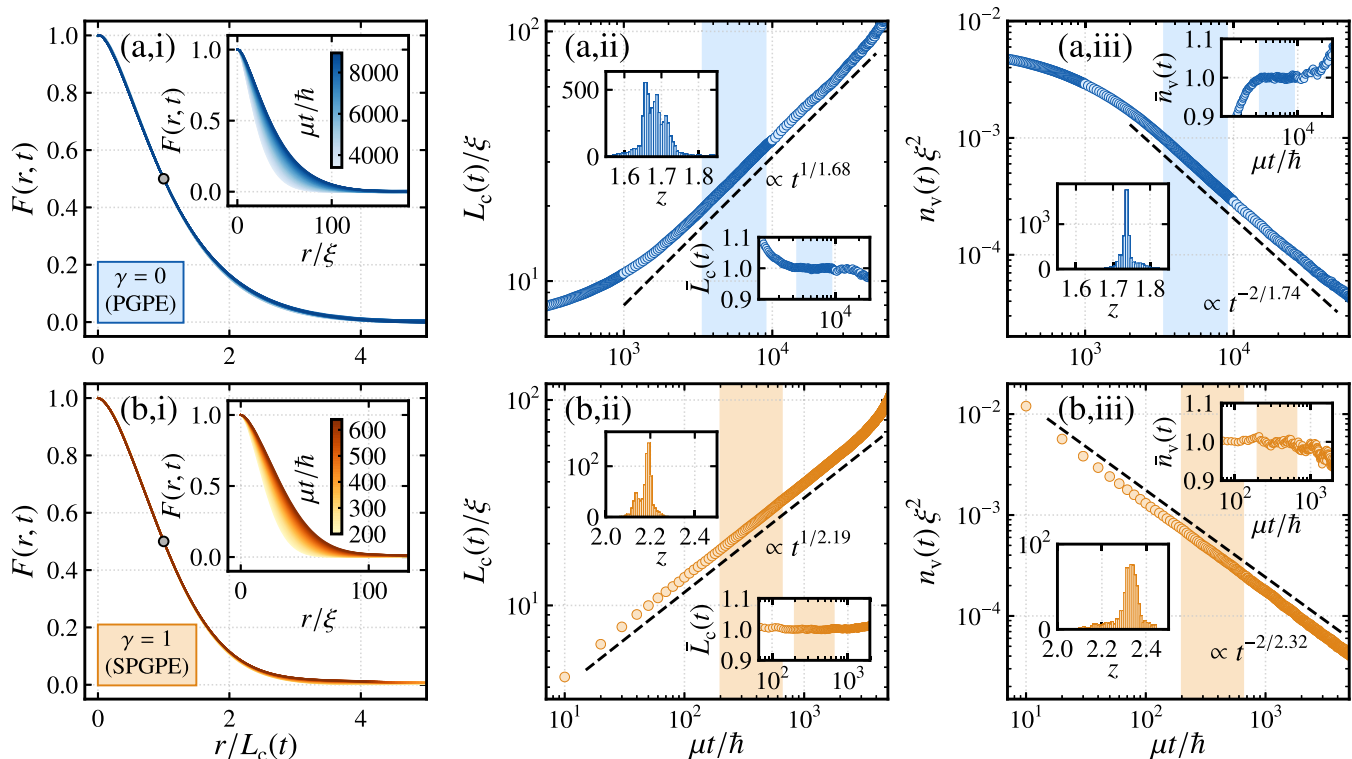 (a,i)
F(r, t)
1.0
0.8
0.6
0.4
0.2
0.0
0
2
4
γ = 0
(PGPE)
F(r, t)
1.0
0.5
0.0
0
100
r/ξ
μt/ħ
8000
6000
4000
(a,ii)
L_c(t)/ξ
10^2
10^1
10^3
10^4
∝ t^{1/1.68}
500
0
1.6
1.7
1.8
z
L̄_c(t)
1.1
1.0
0.9
10^4
(a,iii)
n_v(t)ξ^2
10^{-2}
10^{-3}
10^{-4}
10^3
10^4
∝ t^{-2/1.74}
n̄_v(t)
1.1
1.0
0.9
10^4
μt/ħ
10^3
0
1.6
1.7
1.8
z
(b,i)
F(r, t)
1.0
0.8
0.6
0.4
0.2
0.0
0
2
4
r/L_c(t)
γ = 1
(SPGPE)
F(r, t)
1.0
0.5
0.0
0
100
r/ξ
μt/ħ
600
500
400
300
200
(b,ii)
L_c(t)/ξ
10^2
10^1
10^1
10^2
10^3
μt/ħ
∝ t^{1/2.19}
10^2
0
2.0
2.2
2.4
z
L̄_c(t)
1.1
1.0
0.9
10^2
10^3
(b,iii)
n_v(t)ξ^2
10^{-2}
10^{-3}
10^{-4}
10^1
10^2
10^3
μt/ħ
∝ t^{-2/2.32}
n̄_v(t)
1.1
1.0
0.9
10^2
10^3
μt/ħ
10^2
0
2.0
2.2
2.4
z